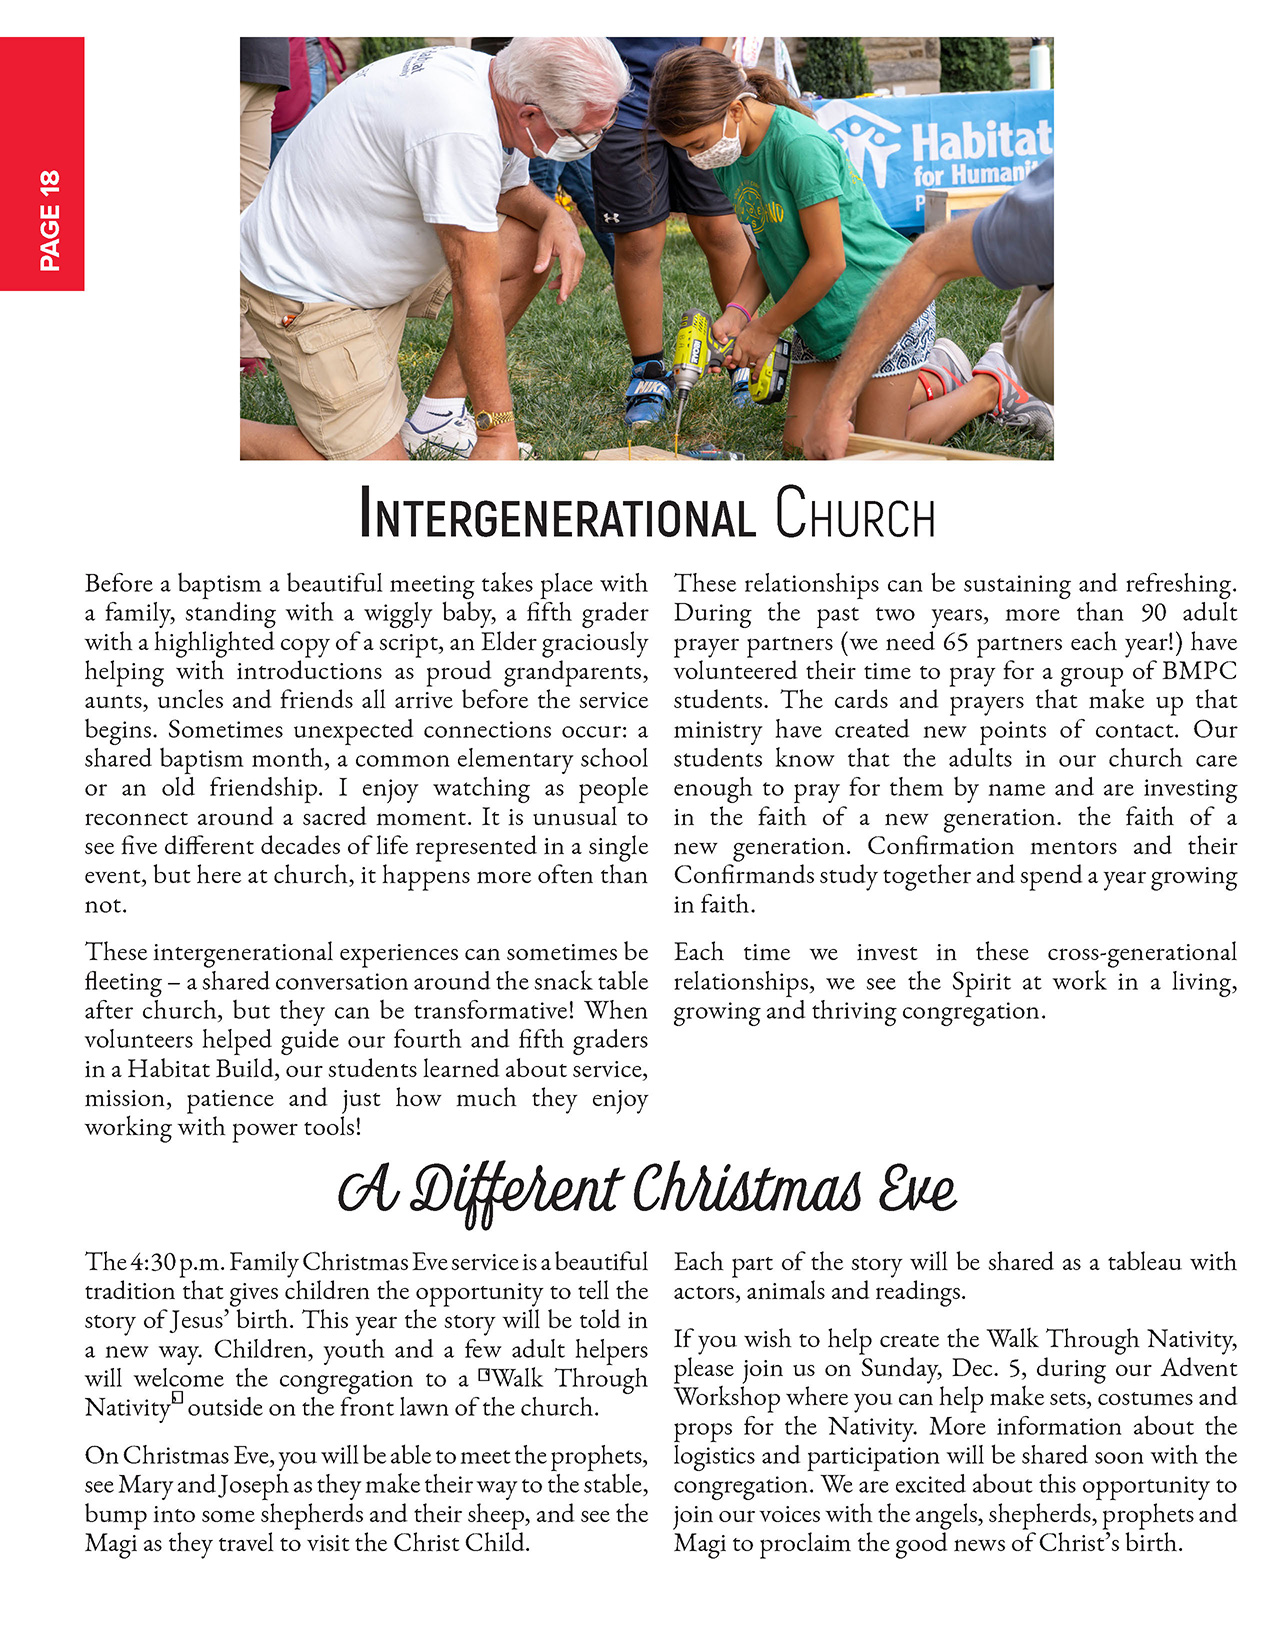 PAGE 18
Habitat
for Humani
P
RYOBI
NIKE
Intergenerational Church
Before a baptism a beautiful meeting takes place with
a family, standing with a wiggly baby, a fifth grader
with a highlighted copy of a script, an Elder graciously
helping with introductions as proud grandparents,
aunts, uncles and friends all arrive before the service
begins. Sometimes unexpected connections occur: a
shared baptism month, a common elementary school
or an old friendship. I enjoy watching as people
reconnect around a sacred moment. It is unusual to
see five different decades of life represented in a single
event, but here at church, it happens more often than
not.
These intergenerational experiences can sometimes be
fleeting – a shared conversation around the snack table
after church, but they can be transformative! When
volunteers helped guide our fourth and fifth graders
in a Habitat Build, our students learned about service,
mission, patience and just how much they enjoy
working with power tools!
These relationships can be sustaining and refreshing.
During the past two years, more than 90 adult
prayer partners (we need 65 partners each year!) have
volunteered their time to pray for a group of BMPC
students. The cards and prayers that make up that
ministry have created new points of contact. Our
students know that the adults in our church care
enough to pray for them by name and are investing
in the faith of a new generation. the faith of a
new generation. Confirmation mentors and their
Confirmands study together and spend a year growing
in faith.
Each time we invest in these cross-generational
relationships, we see the Spirit at work in a living,
growing and thriving congregation.
A Different Christmas Eve
The 4:30 p.m. Family Christmas Eve service is a beautiful
tradition that gives children the opportunity to tell the
story of Jesus’ birth. This year the story will be told in
a new way. Children, youth and a few adult helpers
will welcome the congregation to a Walk Through
Nativity outside on the front lawn of the church.
On Christmas Eve, you will be able to meet the prophets,
see Mary and Joseph as they make their way to the stable,
bump into some shepherds and their sheep, and see the
Magi as they travel to visit the Christ Child.
Each part of the story will be shared as a tableau with
actors, animals and readings.
If you wish to help create the Walk Through Nativity,
please join us on Sunday, Dec. 5, during our Advent
Workshop where you can help make sets, costumes and
props for the Nativity. More information about the
logistics and participation will be shared soon with the
congregation. We are excited about this opportunity to
join our voices with the angels, shepherds, prophets and
Magi to proclaim the good news of Christ’s birth.